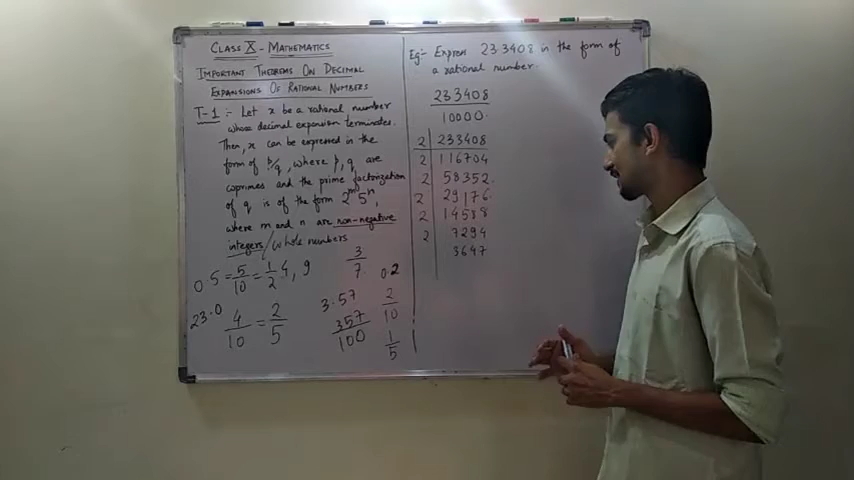 CLASS X - MATHEMATICS
IMPORTANT THEOREMS ON DECIMAL
EXPANSIONS OF RATIONAL NUMBERS
T-1 :- Let x be a rational number
whose decimal expansion terminates.
Then, x can be expressed in the
form of p/q, where p, q are
coprimes and the prime factorization
of q is of the form 2^m 5^n,
where m and n are non-negative
integers/whole numbers
0.5 = 5/10 = 1/2
4, 9
3/7
0.2
23.0
4/10 = 2/5
3.57
357/100
2/10
1/5
Eg:- Express 23.3408 in the form of
a rational number.
233408
10000
2 | 233408
2 | 116704
2 | 58352
2 | 29176
2 | 14588
2 | 7294
3647